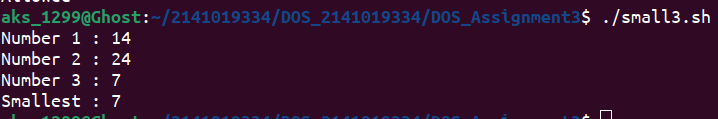 aks_1299@Ghost:~/2141019334/DOS_2141019334/DOS_Assignment3$ ./small3.sh
Number 1 : 14
Number 2 : 24
Number 3 : 7
Smallest : 7